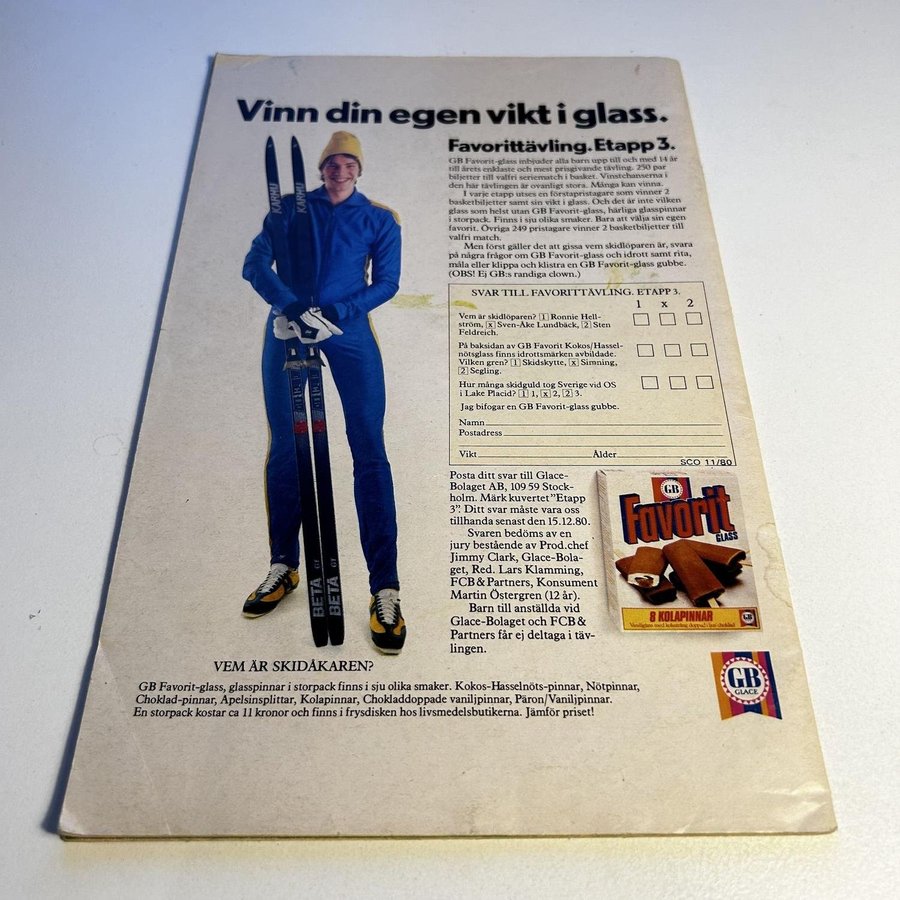 Vinn din egen vikt i glass.
Favorittävling. Etapp 3.
GB Favorit-glass inbjuder alla barn upp till och med 14 år
till årets enklaste och mest prisgivande tävling. 250 par
biljetter till valfri seriematch i basket. Vinstchanserna i
den här tävlingen är ovanligt stora. Många kan vinna.
I varje etapp utses en förstapristagare som vinner 2
basketbiljetter samt sin vikt i glass. Och det är inte vilken
glass som helst utan GB Favorit-glass, härliga glasspinnar
i storpack. Finns i sju olika smaker. Bara att välja sin egen
favorit. Övriga 249 pristagare vinner 2 basketbiljetter till
valfri match.
Men först gäller det att gissa vem skidlöparen är, svara
på några frågor om GB Favorit-glass och idrott samt rita,
måla eller klippa och klistra en GB Favorit-glass gubbe.
(OBS! Ej GB:s randiga clown.)
SVAR TILL FAVORITTÄVLING. ETAPP 3.
1 x 2
Vem är skidlöparen? 1 Ronnie Hell-
ström, x Sven-Åke Lundbäck, 2 Sten
Feldreich.
På baksidan av GB Favorit Kokos/Hassel-
nötsglass finns idrottsmärken avbildade.
Vilken gren? 1 Skidskytte, x Simning,
2 Segling.
Hur många skidguld tog Sverige vid OS
i Lake Placid? 1 1, x 2, 2 3.
Jag bifogar en GB Favorit-glass gubbe.
Namn
Postadress
Vikt Ålder
SCO 11/80
Posta ditt svar till Glace-
Bolaget AB, 109 59 Stock-
holm. Märk kuvertet "Etapp
3". Ditt svar måste vara oss
tillhanda senast den 15.12.80.
Svaren bedöms av en
jury bestående av Prod.chef
Jimmy Clark, Glace-Bola-
get, Red. Lars Klamming,
FCB & Partners, Konsument
Martin Östergren (12 år).
Barn till anställda vid
Glace-Bolaget och FCB &
Partners får ej deltaga i täv-
lingen.
GB
Favorit
GLASS
8 KOLAPINNAR
GB
GB
GLACE
KARHU
KARHU
BETA GT
BETA GT
VEM ÄR SKIDÅKAREN?
GB Favorit-glass, glasspinnar i storpack finns i sju olika smaker. Kokos-Hasselnöts-pinnar, Nötpinnar,
Choklad-pinnar, Apelsinsplittar, Kolapinnar, Chokladdoppade vaniljpinnar, Päron/Vaniljpinnar.
En storpack kostar ca 11 kronor och finns i frysdisken hos livsmedelsbutikerna. Jämför priset!